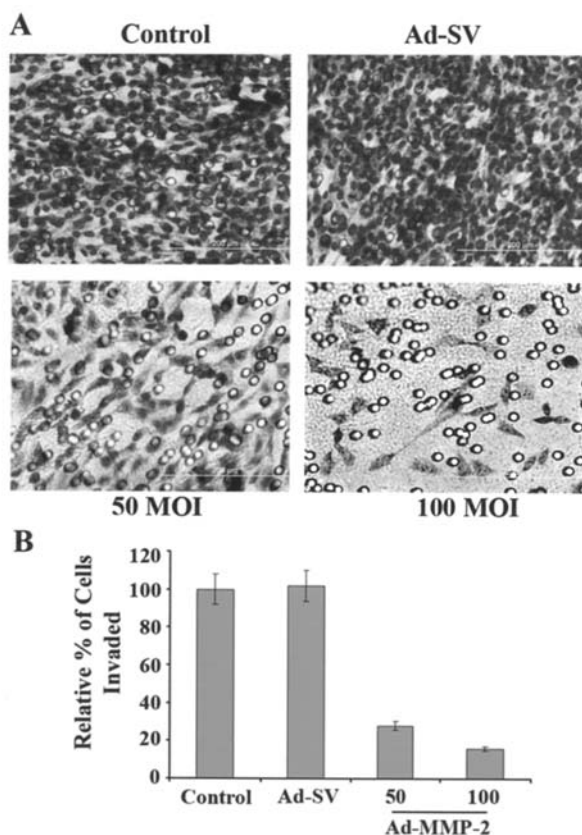 A
Control
Ad-SV
50 MOI
100 MOI
B
120
100
80
60
40
20
0
Relative % of Cells
Invaded
Control
Ad-SV
50
100
Ad-MMP-2